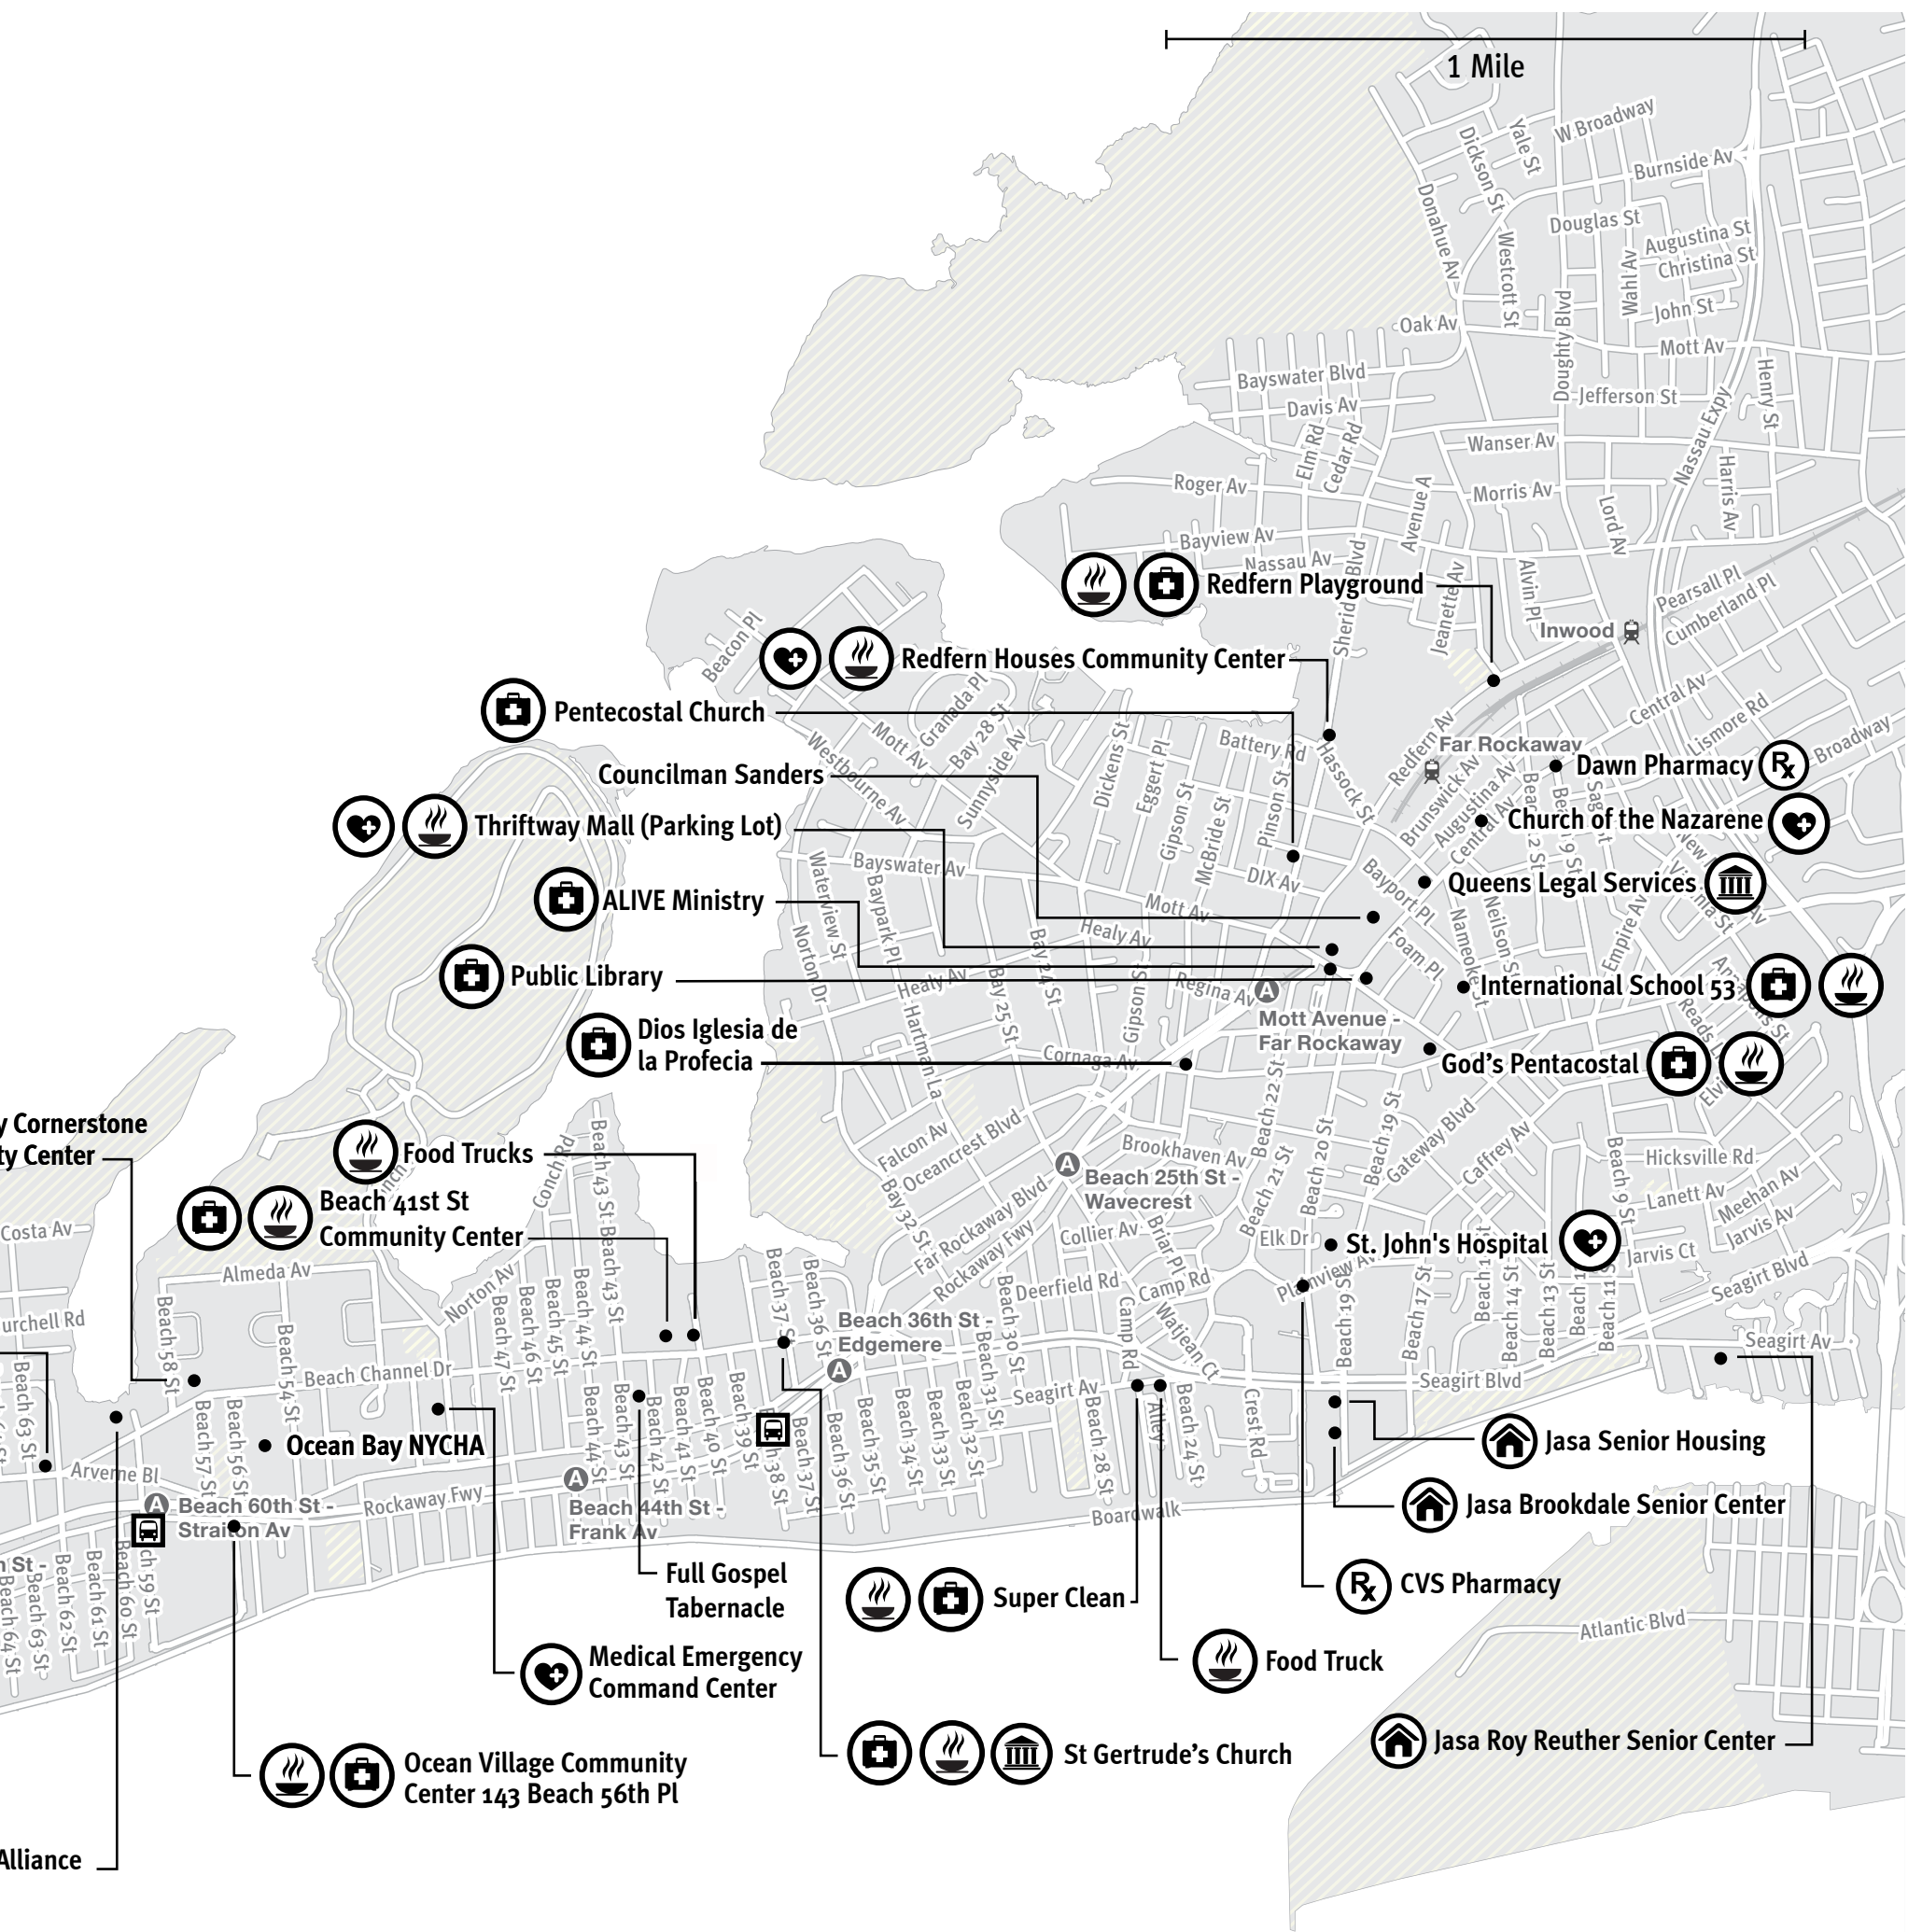 1 Mile
W Broadway
Yale St
Dickson St
Burnside Av
Donahue Av
Douglas St
Augustina St
Christina St
Westcott St
Wahl Av
John St
Doughty Blvd
Oak Av
Mott Av
Henry St
Bayswater Blvd
Jefferson St
Davis Av
Nassau Expy
Elm Rd
Cedar Rd
Wanser Av
Roger Av
Avenue A
Morris Av
Harris Av
Lord Av
Bayview Av
Nassau Av
Redfern Playground
Jeanette Av
Alvin Pl
Pearsall Pl
Cumberland Pl
Inwood
Beacon Pl
Redfern Houses Community Center
Pentecostal Church
Granada Pl
Mott Av
Bay 28 St
Sunnyside Av
Westbourne Av
Dickens St
Eggert Pl
Battery Rd
Hassock St
Redfern Av
Central Av
Lismore Rd
Broadway
Far Rockaway
Councilman Sanders
Dawn Pharmacy
Rx
Thriftway Mall (Parking Lot)
Gipson St
McBride St
Pinson St
Brunswick Av
Augustina Av
Central Av
Church of the Nazarene
Waterview St
Bayswater Av
Baypark Pl
DIX Av
Bayport Pl
Queens Legal Services
ALIVE Ministry
Mott Av
Healy Av
Norton Dr
Bay 24 St
Foam Pl
Nameoke St
Neilson St
Empire Av
Virginia St
Public Library
Healy Av
Bay 25 St
Gipson St
Regina Av
A
International School 53
Annapolis St
Dios Iglesia de
la Profecia
Hartman La
Mott Avenue -
Far Rockaway
Cornaga Av
God's Pentacostal
y Cornerstone
ty Center
Food Trucks
Conch Rd
Beach 43 St
Beach 43 St
Falcon Av
Oceancrest Blvd
Brookhaven Av
Beach 22 St
Beach 20 St
Beach 19 St
Gateway Blvd
Caffrey Av
Beach 9 St
Hicksville Rd
A
Beach 25th St -
Wavecrest
Beach 41st St
Community Center
Bay 32 St
Far Rockaway Blvd
Rockaway Fwy
Collier Av
Briar Pl
Beach 21 St
Lanett Av
Meehan Av
Jarvis Av
Costa Av
Almeda Av
Elk Dr
St. John's Hospital
Jarvis Ct
Seagirt Blvd
Norton Av
Deerfield Rd
Camp Rd
Plainview Av
urchell Rd
Beach 58 St
Beach 54 St
Beach 47 St
Beach 46 St
Beach 45 St
Beach 44 St
Beach 37 St
Beach 36 St
Beach 36th St -
Edgemere
A
Beach 31 St
Beach 30 St
Camp Rd
Watjean Ct
Beach 19 St
Beach 17 St
Beach 14 St
Beach 13 St
Beach 11 St
Seagirt Av
Beach 63 St
Beach Channel Dr
Seagirt Av
Seagirt Blvd
Beach 57 St
Beach 56 St
Ocean Bay NYCHA
Beach 44 St
Beach 43 St
Beach 42 St
Beach 41 St
Beach 40 St
Beach 39 St
Beach 38 St
Beach 37 St
Beach 36 St
Beach 35 St
Beach 34 St
Beach 33 St
Beach 32 St
Beach 28 St
Alley
Beach 24 St
Crest Rd
Jasa Senior Housing
Arverne Bl
A
Beach 60th St -
Straiton Av
Rockaway Fwy
A
Beach 44th St -
Frank Av
Boardwalk
Jasa Brookdale Senior Center
h St -
Beach 64 St
Beach 63 St
Beach 62 St
Beach 61 St
Beach 60 St
ch 59 St
Full Gospel
Tabernacle
Super Clean
Rx
CVS Pharmacy
Atlantic Blvd
Medical Emergency
Command Center
Food Truck
Jasa Roy Reuther Senior Center
Ocean Village Community
Center 143 Beach 56th Pl
St Gertrude's Church
Alliance